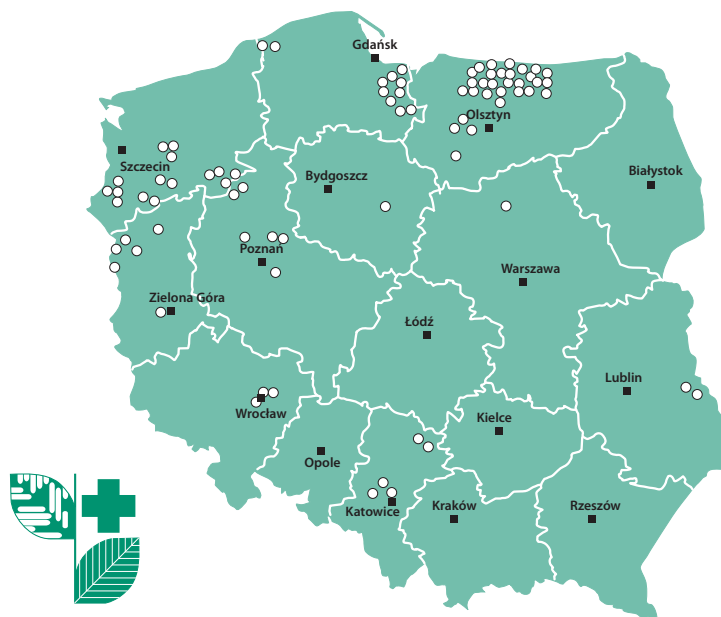 Gdańsk
Olsztyn
Szczecin
Bydgoszcz
Białystok
Poznań
Warszawa
Zielona Góra
Łódź
Lublin
Wrocław
Kielce
Opole
Katowice
Kraków
Rzeszów